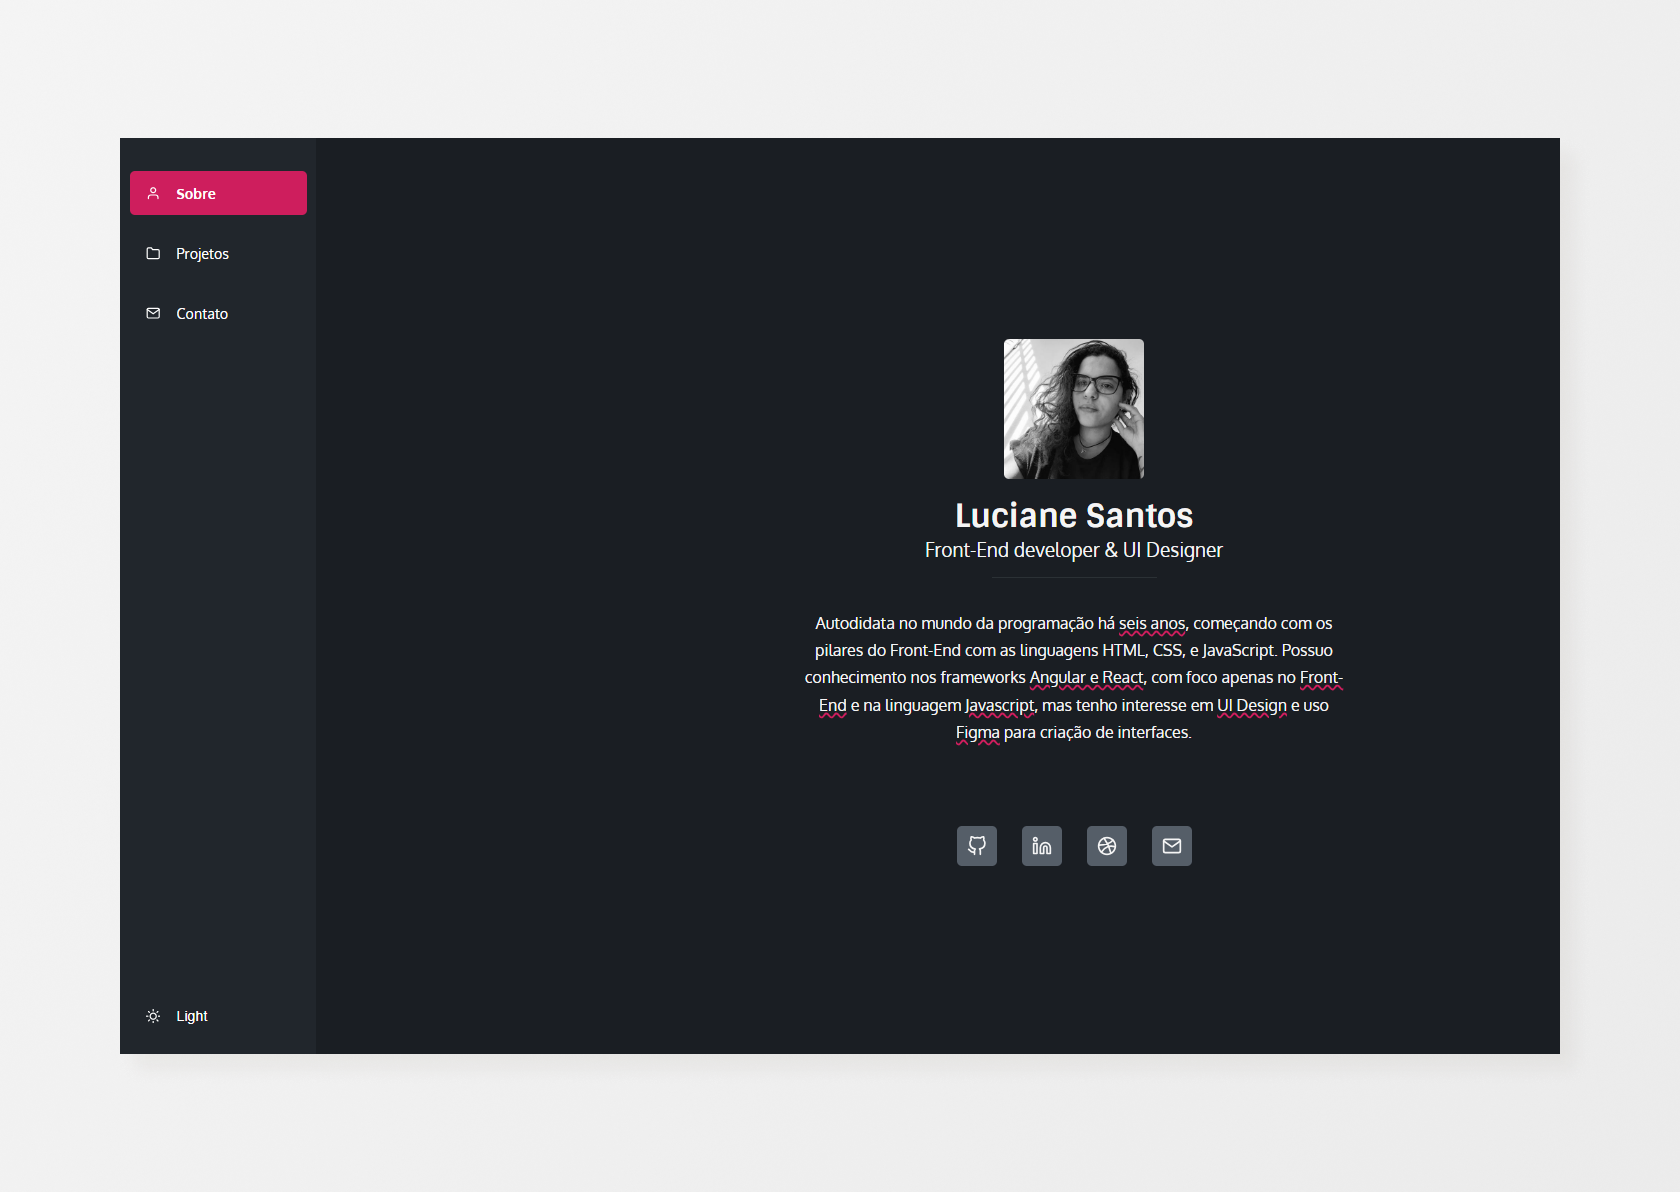 Sobre
Projetos
Contato
Luciane Santos
Front-End developer & UI Designer
Autodidata no mundo da programação há seis anos, começando com os
pilares do Front-End com as linguagens HTML, CSS, e JavaScript. Possuo
conhecimento nos frameworks Angular e React, com foco apenas no Front-
End e na linguagem Javascript, mas tenho interesse em UI Design e uso
Figma para criação de interfaces.
Light